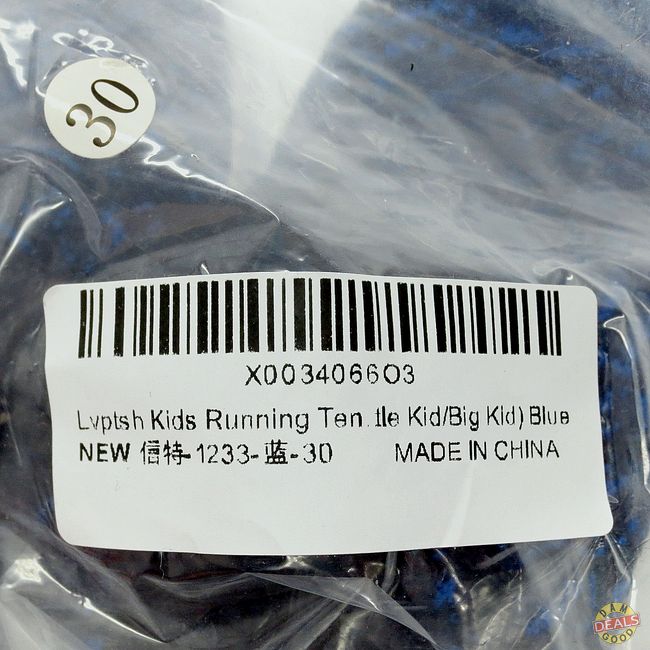 30
X0034066O3
Lvptsh Kids Running Ten..tle Kid/Big Kid) Blue
NEW 信特-1233-蓝-30 MADE IN CHINA
DAM
DEALS
GOOD